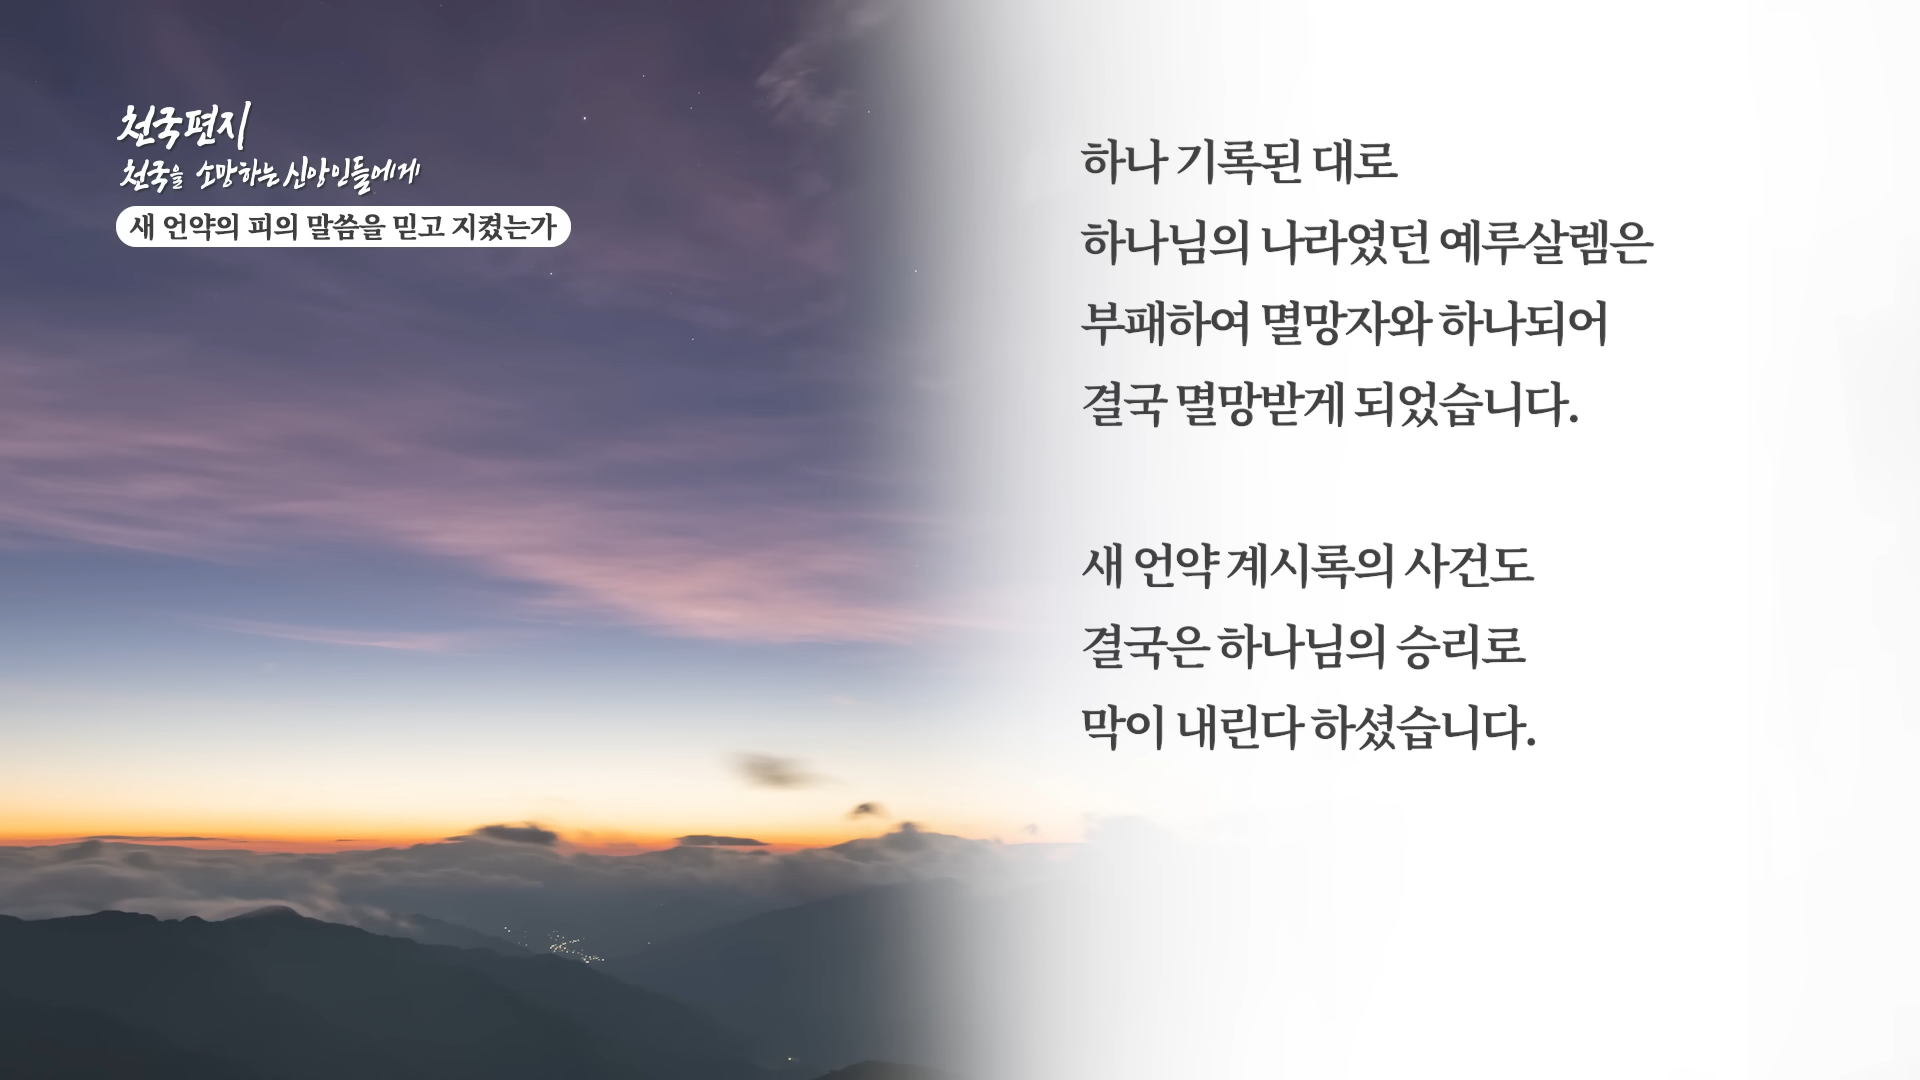 천국편지
천국을 소망하는 신앙인들에게
새 언약의 피의 말씀을 믿고 지켰는가
하나 기록된 대로
하나님의 나라였던 예루살렘은
부패하여 멸망자와 하나되어
결국 멸망받게 되었습니다.
새 언약 계시록의 사건도
결국은 하나님의 승리로
막이 내린다 하셨습니다.